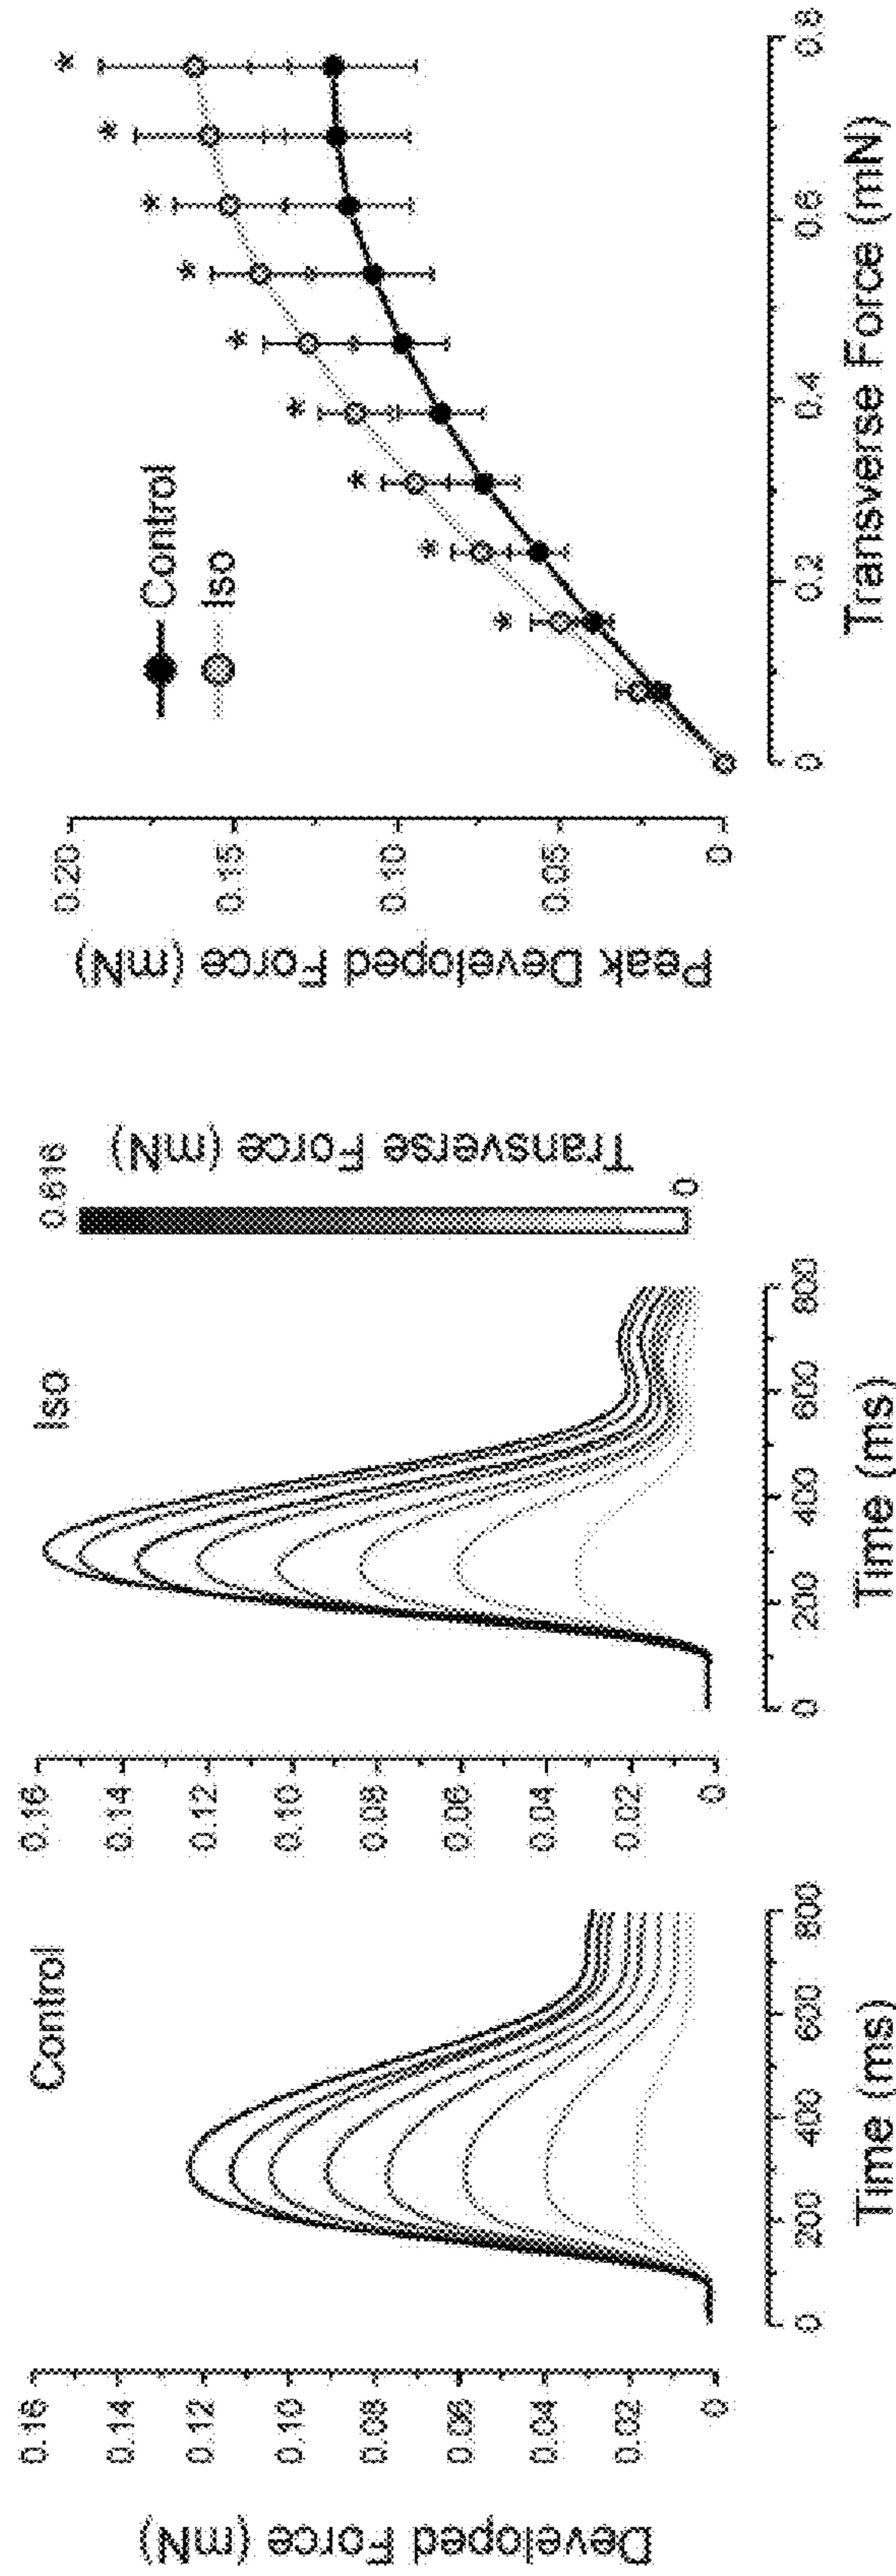 Control
Developed Force (mN)
0.16
0.14
0.12
0.10
0.08
0.06
0.04
0.02
0
0 200 400 600 800
Time (ms)
Iso
0.16
0.14
0.12
0.10
0.08
0.06
0.04
0.02
0
0 200 400 600 800
Time (ms)
0.616
Transverse Force (mN)
0
Peak Developed Force (mN)
0.20
0.15
0.10
0.05
0
Control
Iso
* * * * * * * * *
0 0.2 0.4 0.6 0.8
Transverse Force (mN)